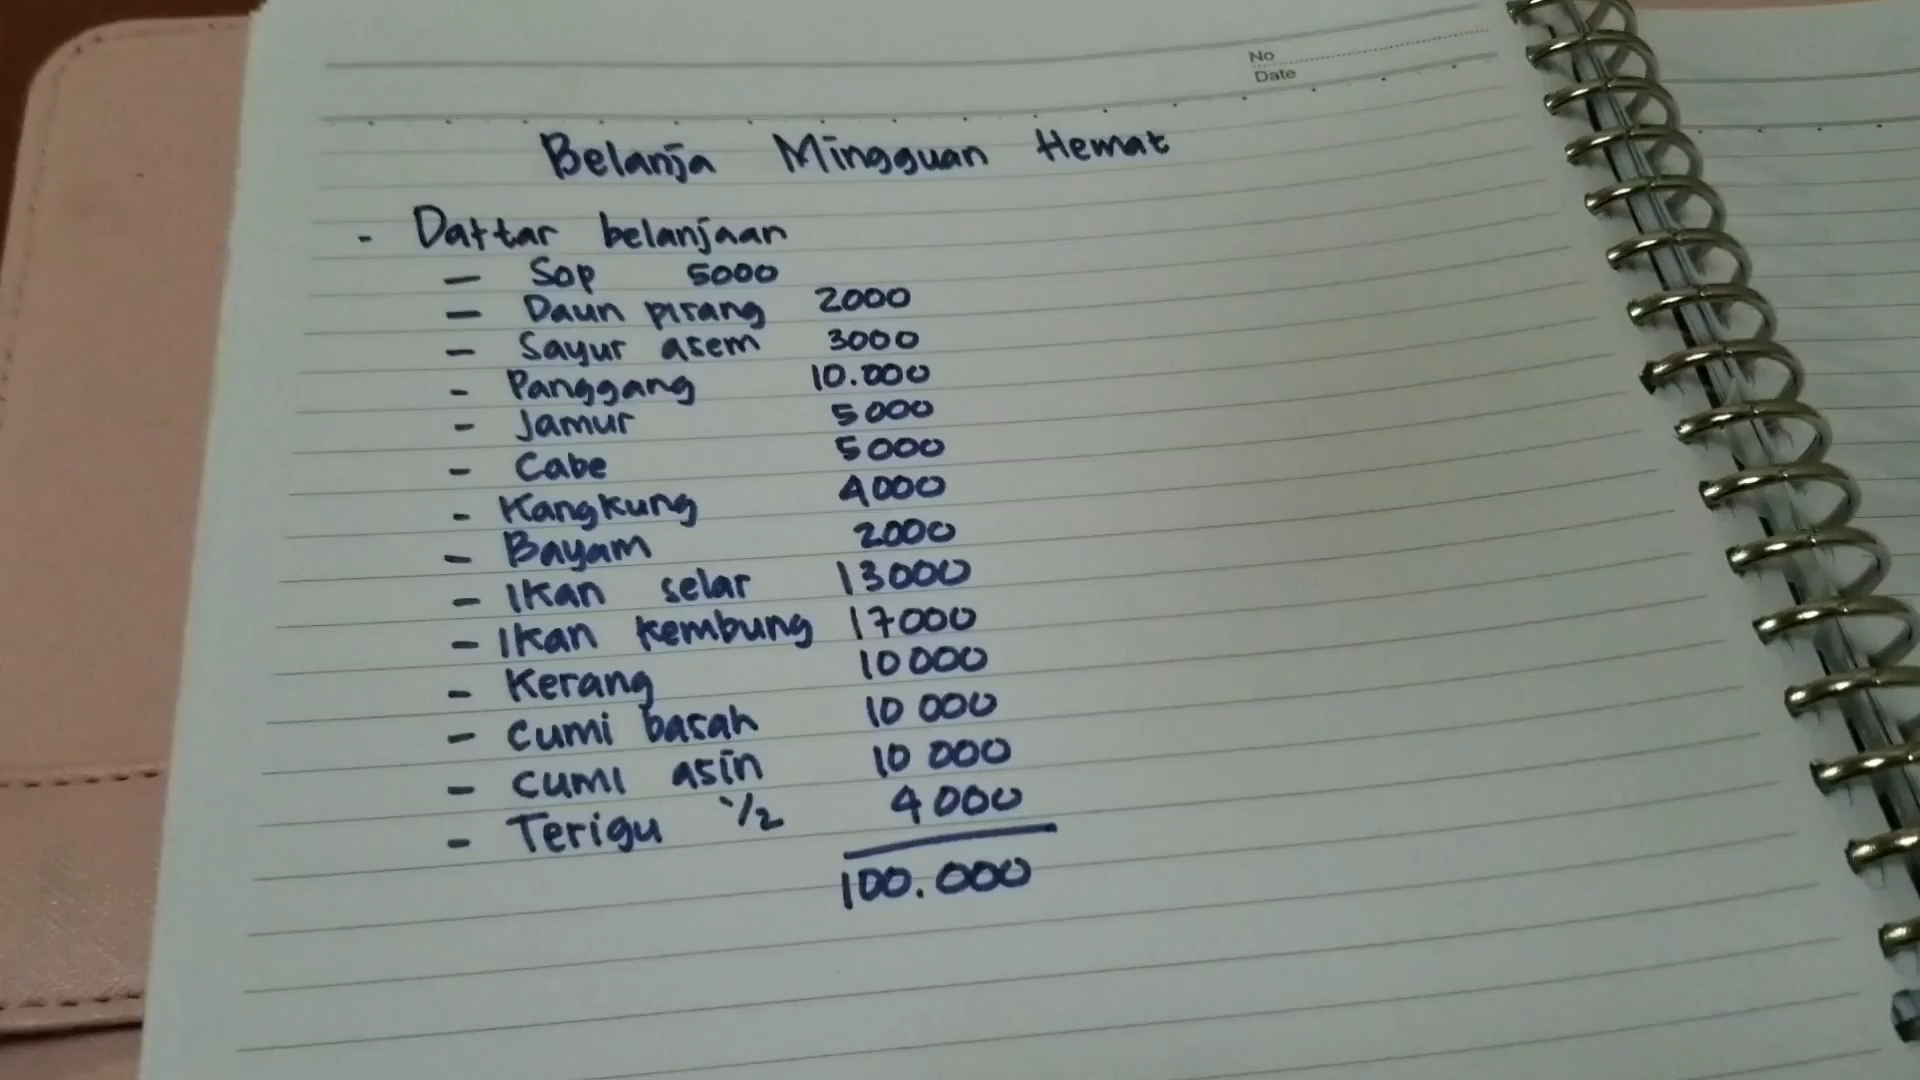 No
Date
Belanja Mingguan Hemat
- Daftar belanjaan
- Sop 5000
- Daun pirang 2000
- Sayur asem 3000
- Panggang 10.000
- Jamur 5000
- Cabe 5000
- Kangkung 4000
- Bayam 2000
- Ikan selar 13000
- Ikan kembung 17000
- Kerang 10000
- Cumi basah 10 000
- Cumi asin 10 000
- Terigu 1/2 4000
100.000